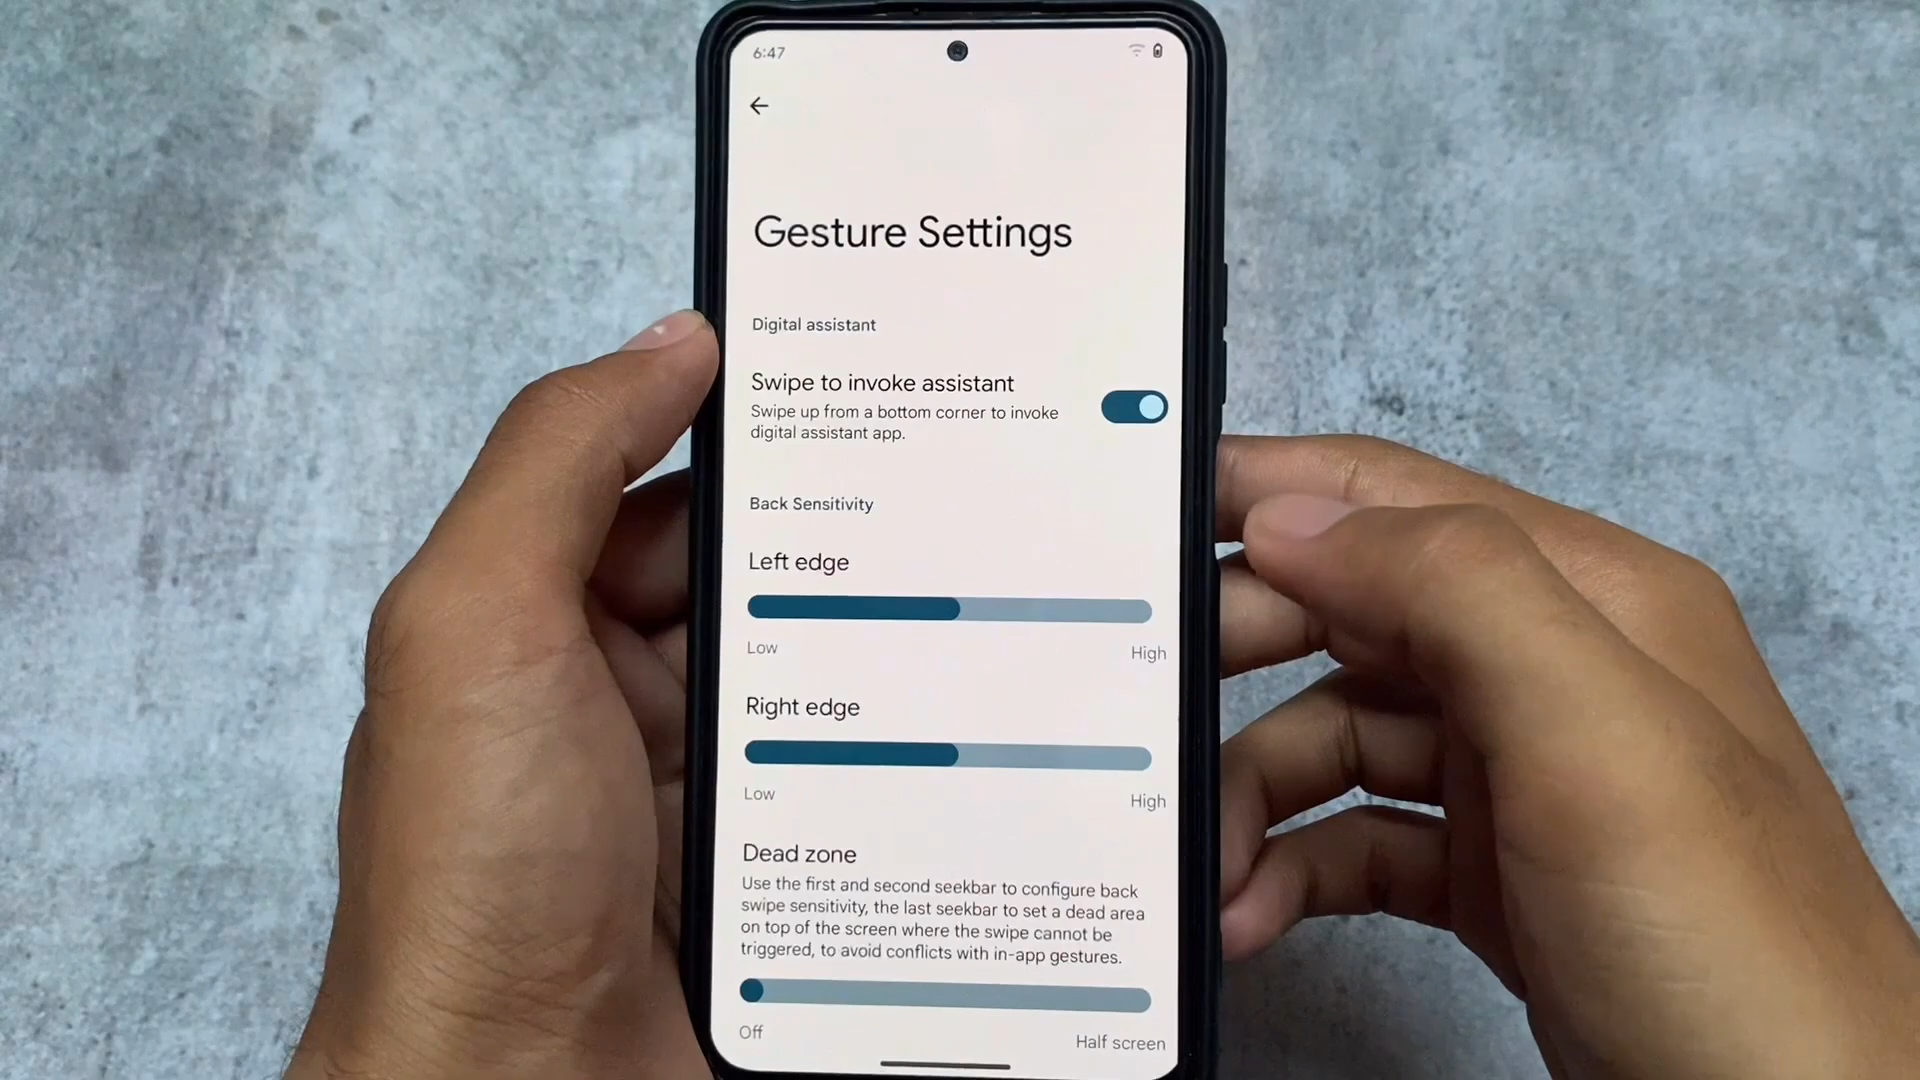 6:47
Gesture Settings
Digital assistant
Swipe to invoke assistant
Swipe up from a bottom corner to invoke
digital assistant app.
Back Sensitivity
Left edge
Low High
Right edge
Low High
Dead zone
Use the first and second seekbar to configure back
swipe sensitivity, the last seekbar to set a dead area
on top of the screen where the swipe cannot be
triggered, to avoid conflicts with in-app gestures.
Off Half screen